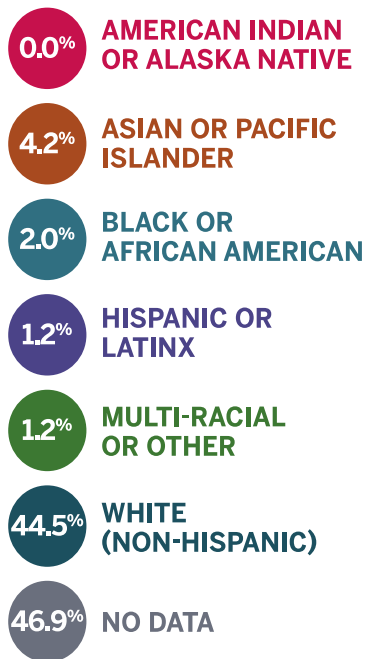 0.0%
AMERICAN INDIAN
OR ALASKA NATIVE
4.2%
ASIAN OR PACIFIC
ISLANDER
2.0%
BLACK OR
AFRICAN AMERICAN
1.2%
HISPANIC OR
LATINX
1.2%
MULTI-RACIAL
OR OTHER
44.5%
WHITE
(NON-HISPANIC)
46.9%
NO DATA